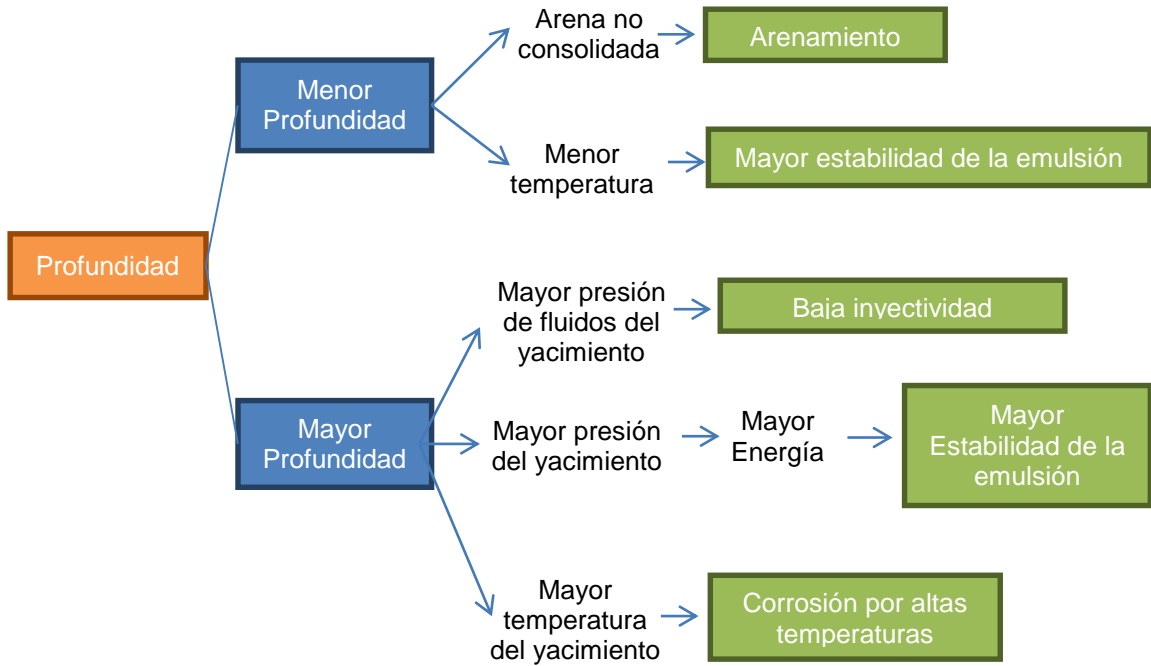 Profundidad
Menor
Profundidad
Arena no
consolidada
Arenamiento
Menor
temperatura
Mayor estabilidad de la emulsión
Mayor
Profundidad
Mayor presión
de fluidos del
yacimiento
Baja inyectividad
Mayor presión
del yacimiento
Mayor
Energía
Mayor
Estabilidad de la
emulsión
Mayor
temperatura
del yacimiento
Corrosión por altas
temperaturas